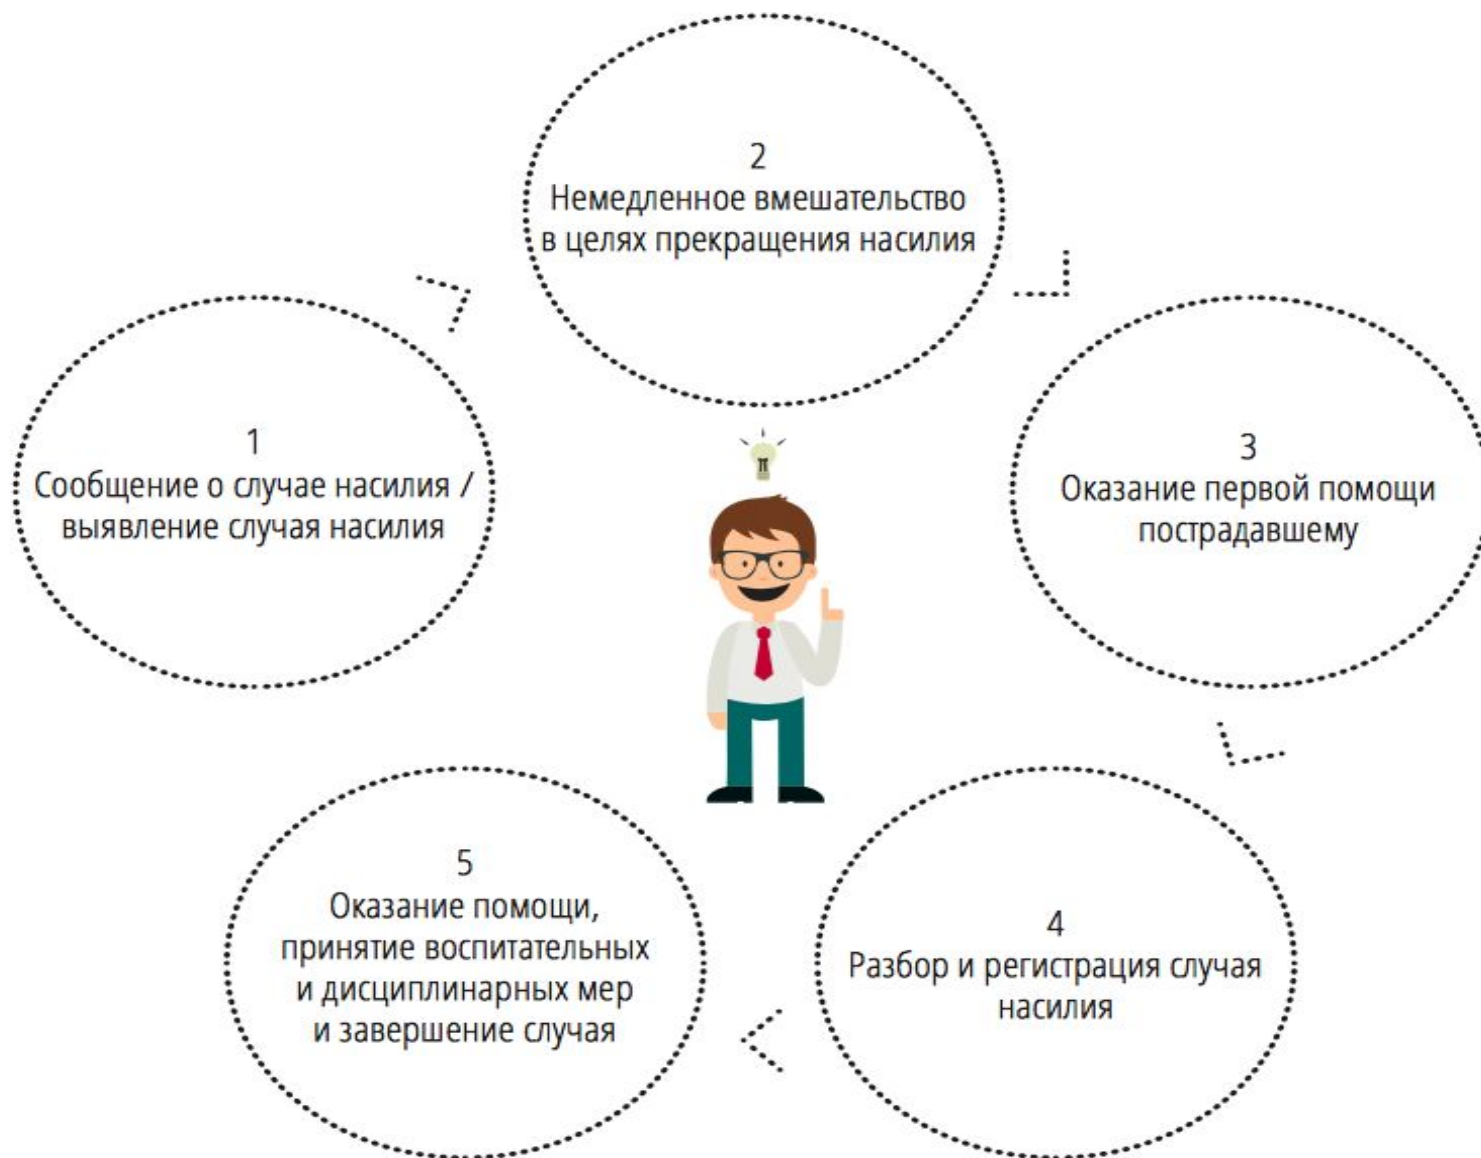 1
Сообщение о случае насилия /
выявление случая насилия
2
Немедленное вмешательство
в целях прекращения насилия
3
Оказание первой помощи
пострадавшему
4
Разбор и регистрация случая
насилия
5
Оказание помощи,
принятие воспитательных
и дисциплинарных мер
и завершение случая